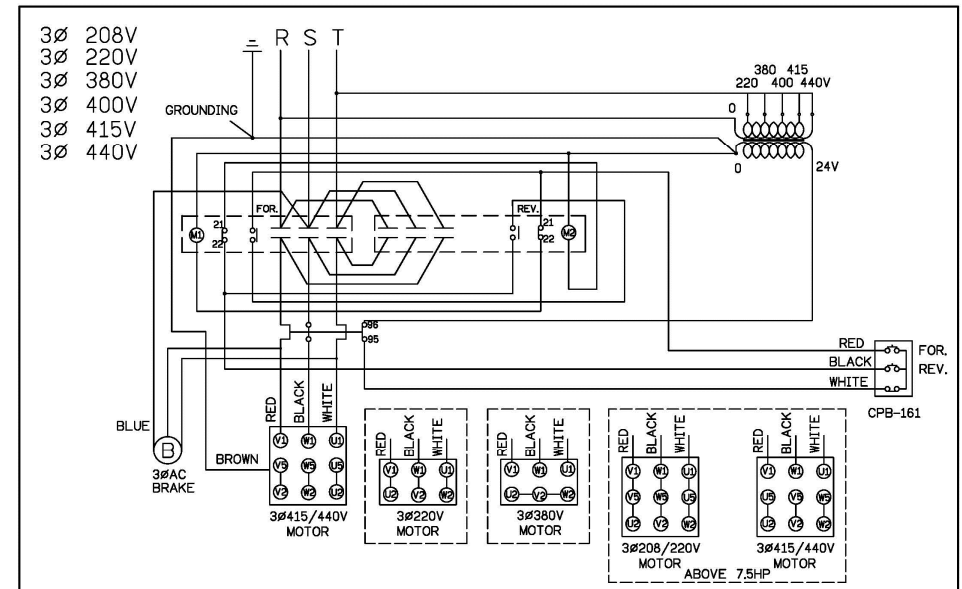 3Ø 208V
3Ø 220V
3Ø 380V
3Ø 400V
3Ø 415V
3Ø 440V
R S T
GROUNDING
380 415
220 400 440V
0
0
24V
FOR.
REV.
M1
21
22
21
22
M2
96
95
RED
BLACK
WHITE
FOR.
REV.
CPB-161
BLUE
B
3ØAC
BRAKE
BROWN
RED
BLACK
WHITE
V1 W1 U1
V5 W5 U5
V2 W2 U2
3Ø415/440V
MOTOR
RED
BLACK
WHITE
V1 W1 U1
U2 V2 W2
3Ø220V
MOTOR
RED
BLACK
WHITE
V1 W1 U1
U2 V2 W2
3Ø380V
MOTOR
RED
BLACK
WHITE
V1 W1 U1
V5 W5 U5
U2 V2 W2
3Ø208/220V
MOTOR
RED
BLACK
WHITE
V1 W1 U1
U5 V5 W5
U2 V2 W2
3Ø415/440V
MOTOR
ABOVE 7.5HP